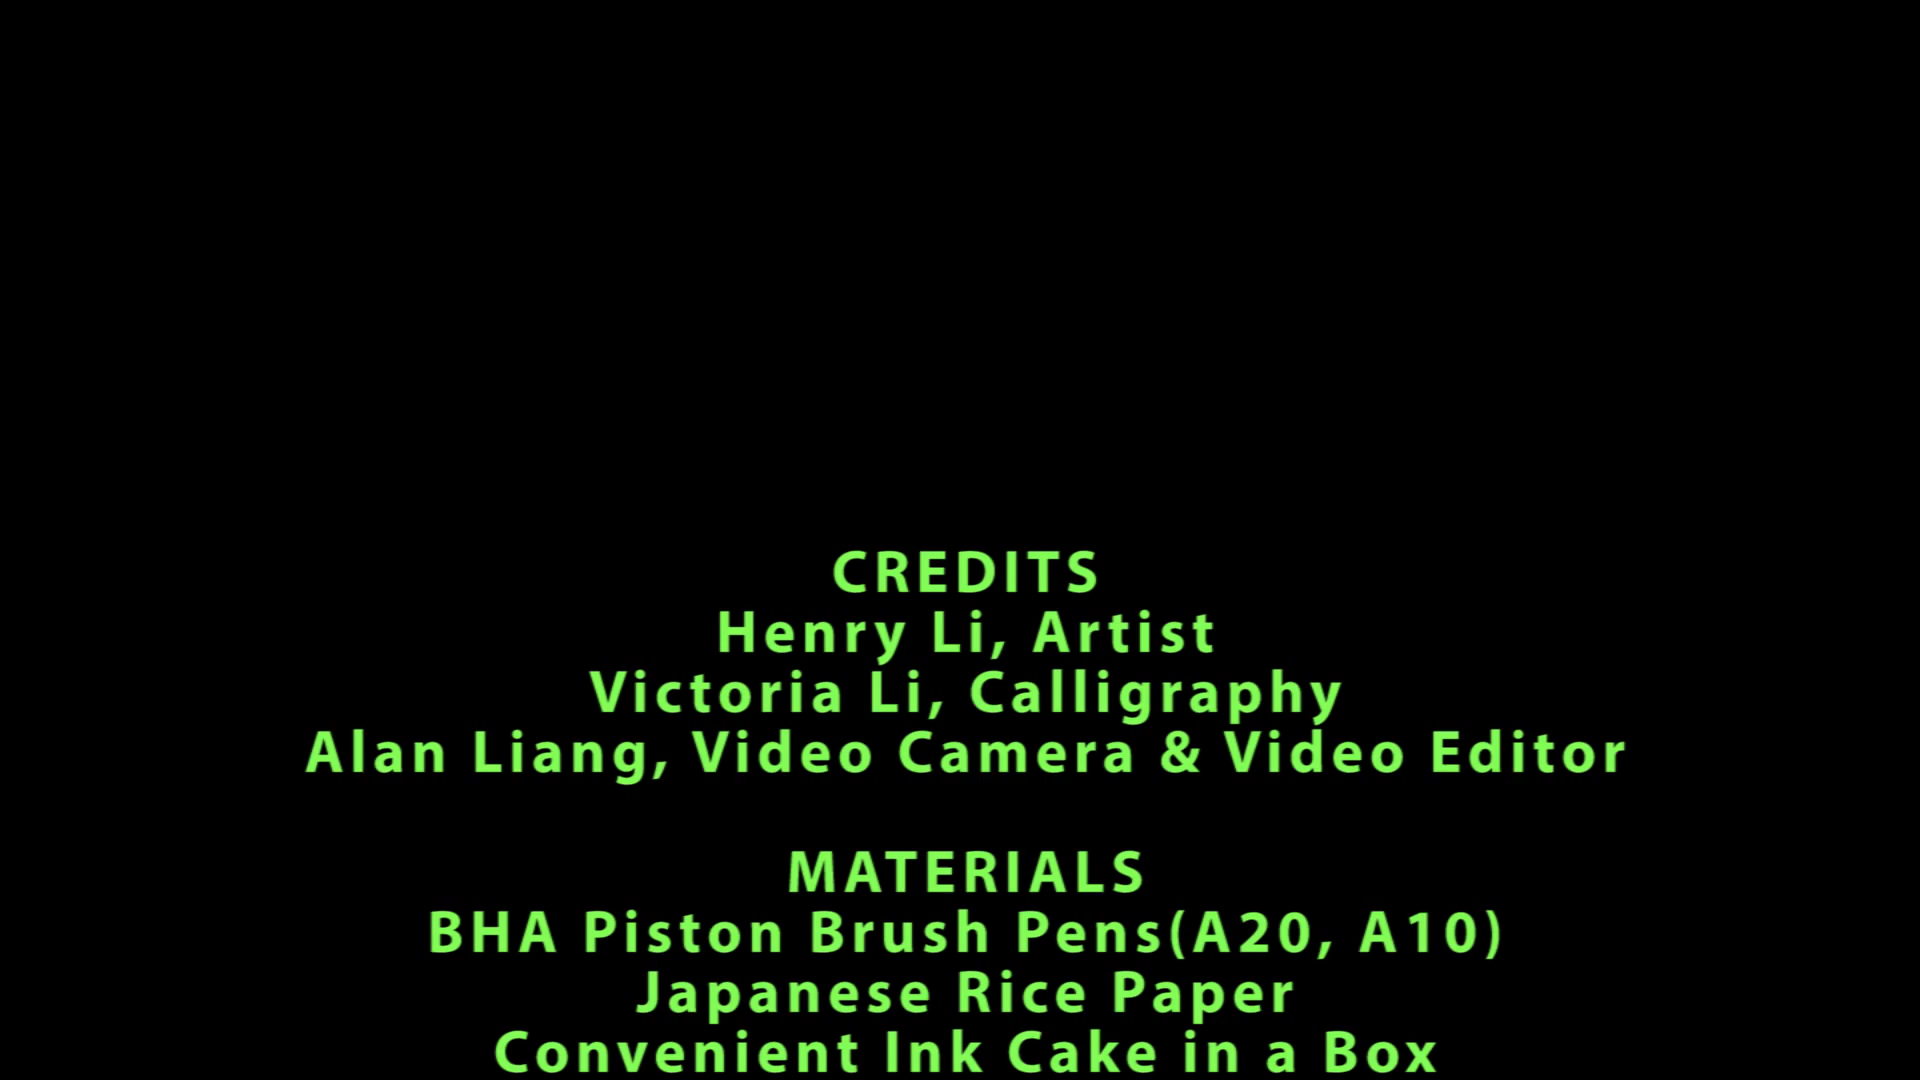 CREDITS
Henry Li, Artist
Victoria Li, Calligraphy
Alan Liang, Video Camera & Video Editor
MATERIALS
BHA Piston Brush Pens(A20, A10)
Japanese Rice Paper
Convenient Ink Cake in a Box